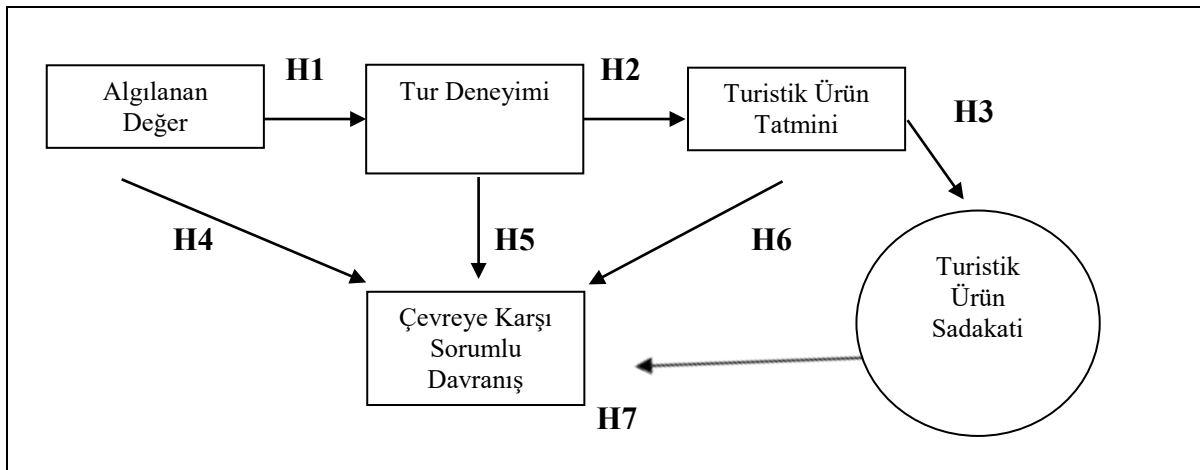 H1
H2
Algılanan
Değer
Tur Deneyimi
Turistik Ürün
Tatmini
H3
H4
H5
H6
Çevreye Karşı
Sorumlu
Davranış
Turistik
Ürün
Sadakati
H7